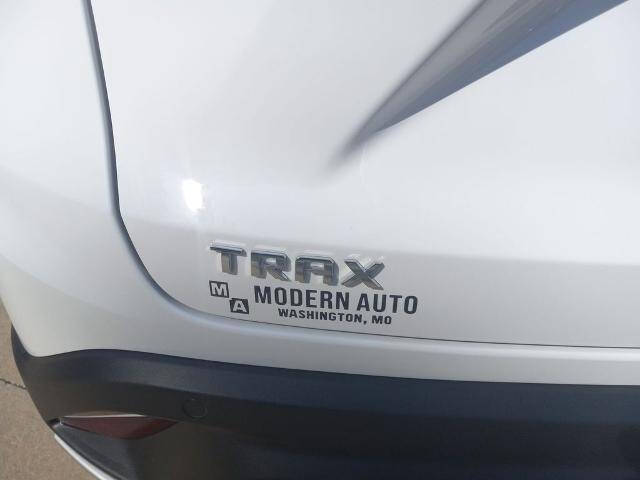 TRAX
M A MODERN AUTO
WASHINGTON, MO